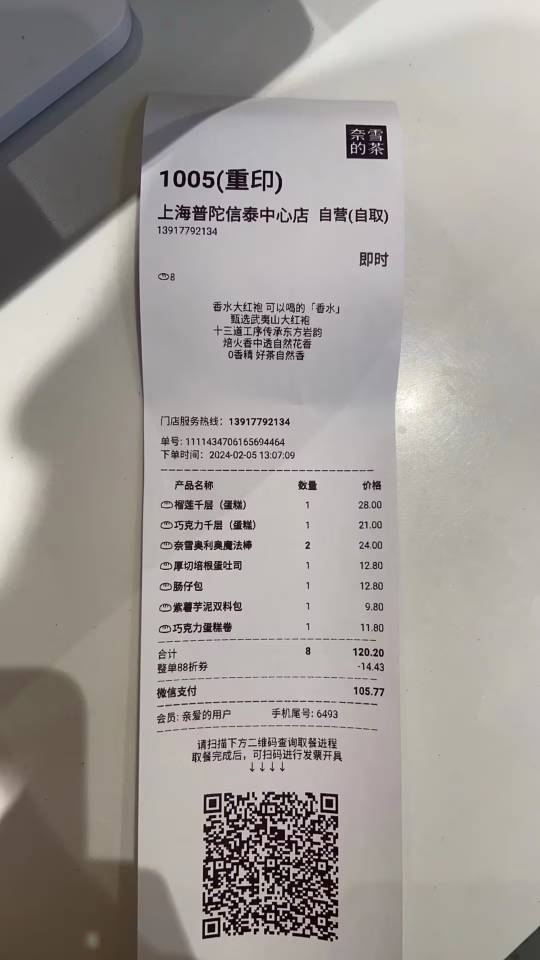 奈雪
的茶
1005(重印)
上海普陀信泰中心店 自营(自取)
13917792134
即时
8
香水大红袍 可以喝的「香水」
甄选武夷山大红袍
十三道工序传承东方岩韵
焙火香中透自然花香
0香精 好茶自然香
门店服务热线：13917792134
单号: 1111434706165694464
下单时间： 2024-02-05 13:07:09
产品名称 数量 价格
榴莲千层（蛋糕） 1 28.00
巧克力千层（蛋糕） 1 21.00
奈雪奥利奥魔法棒 2 24.00
厚切培根蛋吐司 1 12.80
肠仔包 1 12.80
紫薯芋泥双料包 1 9.80
巧克力蛋糕卷 1 11.80
合计 8 120.20
整单88折券 -14.43
微信支付 105.77
会员: 亲爱的用户 手机尾号: 6493
请扫描下方二维码查询取餐进程
取餐完成后，可扫码进行发票开具
↓↓↓↓